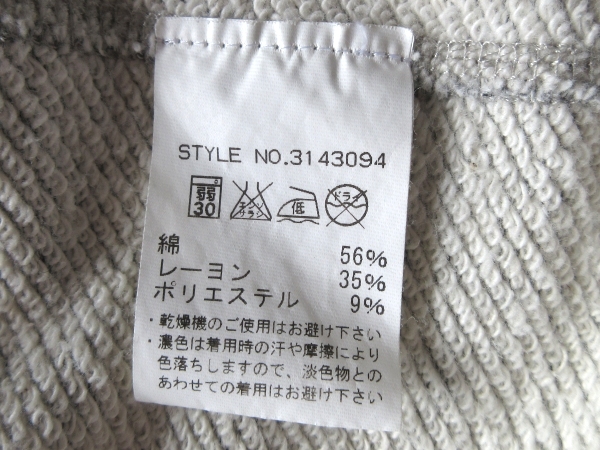 STYLE NO.3143094
弱 30 エンソサラシ 低 ドライ
綿 56%
レーヨン 35%
ポリエステル 9%
・乾燥機のご使用はお避け下さい
・濃色は着用時の汗や摩擦により
色落ちしますので、淡色物との
あわせての着用はお避け下さい